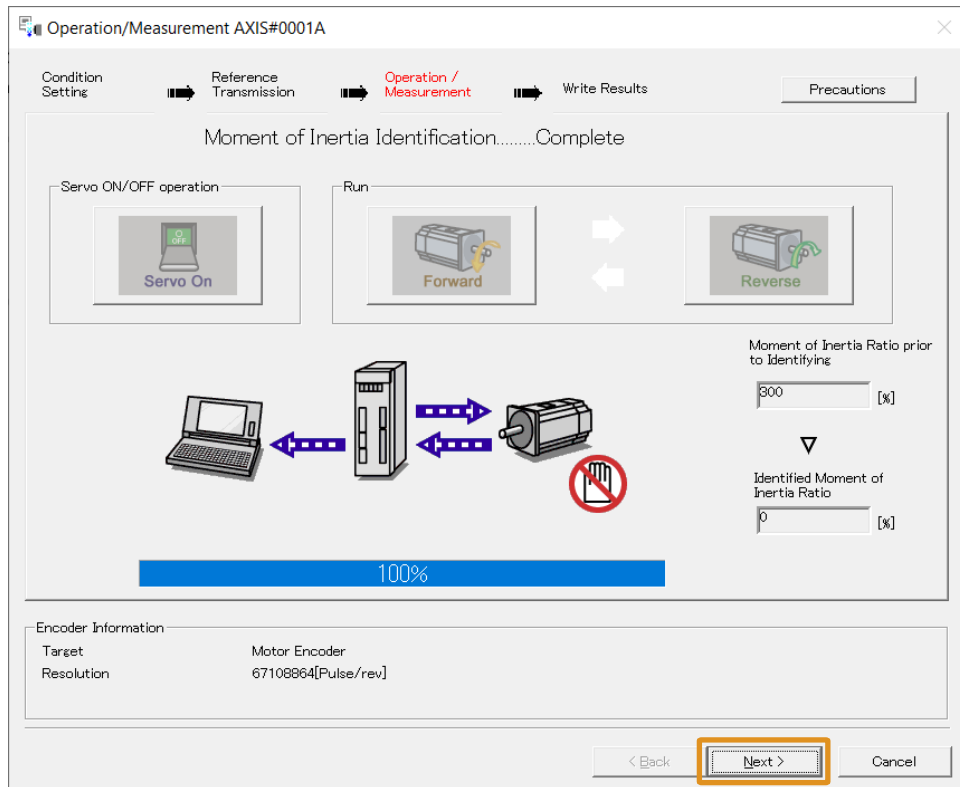 Operation/Measurement AXIS#0001A
Condition
Setting
Reference
Transmission
Operation /
Measurement
Write Results
Precautions
Moment of Inertia Identification.........Complete
Servo ON/OFF operation
OFF
Servo On
Run
Forward
Reverse
Moment of Inertia Ratio prior
to Identifying
300
[%]
Identified Moment of
Inertia Ratio
0
[%]
100%
Encoder Information
Target Motor Encoder
Resolution 67108864[Pulse/rev]
< Back
Next >
Cancel